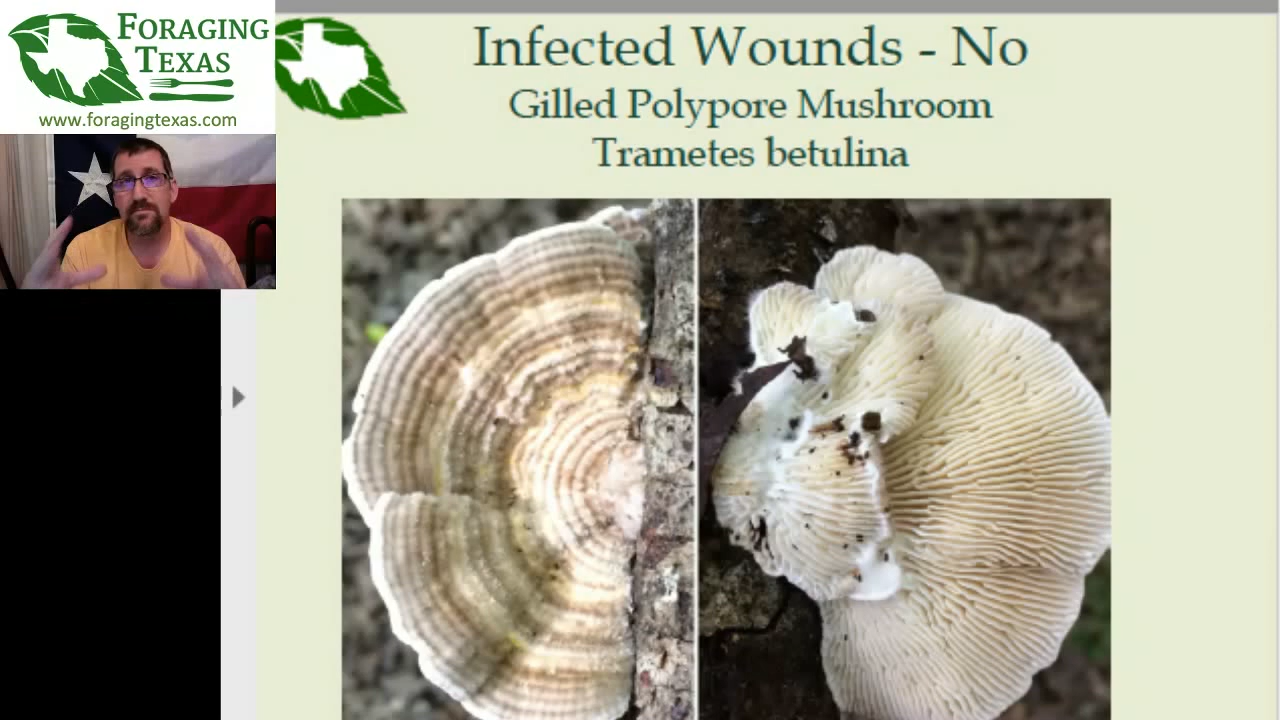 FORAGING
TEXAS
www.foragingtexas.com
Infected Wounds - No
Gilled Polypore Mushroom
Trametes betulina